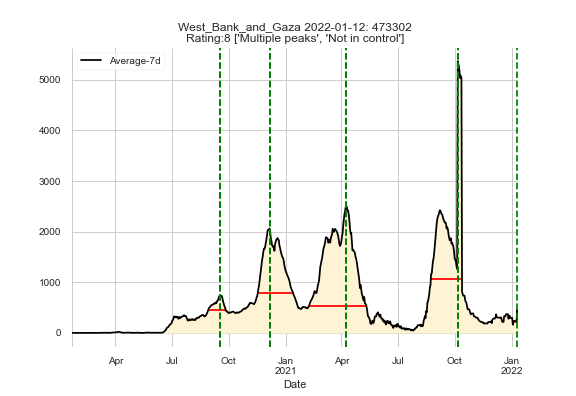 West_Bank_and_Gaza 2022-01-12: 473302
Rating:8 ['Multiple peaks', 'Not in control']
Average-7d
5000
4000
3000
2000
1000
0
Apr Jul Oct Jan Apr Jul Oct Jan
2021 2022
Date